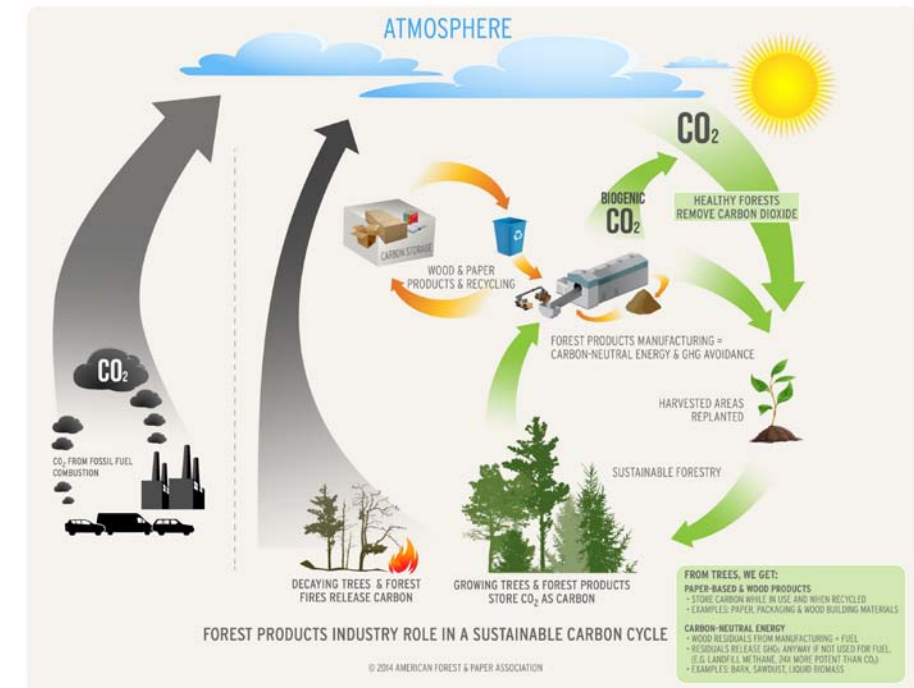 ATMOSPHERE
CO₂
BIOGENIC
CO₂
HEALTHY FORESTS
REMOVE CARBON DIOXIDE
CARBON STORAGE
WOOD & PAPER
PRODUCTS & RECYCLING
FOREST PRODUCTS MANUFACTURING =
CARBON-NEUTRAL ENERGY & GHG AVOIDANCE
CO₂
HARVESTED AREAS
REPLANTED
CO₂ FROM FOSSIL FUEL
COMBUSTION
SUSTAINABLE FORESTRY
DECAYING TREES & FOREST
FIRES RELEASE CARBON
GROWING TREES & FOREST PRODUCTS
STORE CO₂ AS CARBON
FROM TREES, WE GET:
PAPER-BASED & WOOD PRODUCTS
• STORE CARBON WHILE IN USE AND WHEN RECYCLED
• EXAMPLES: PAPER, PACKAGING & WOOD BUILDING MATERIALS
CARBON-NEUTRAL ENERGY
• WOOD RESIDUALS FROM MANUFACTURING = FUEL
• RESIDUALS RELEASE GHGs ANYWAY IF NOT USED FOR FUEL,
(E.G. LANDFILL METHANE, 24X MORE POTENT THAN CO₂)
• EXAMPLES: BARK, SAWDUST, LIQUID BIOMASS
FOREST PRODUCTS INDUSTRY ROLE IN A SUSTAINABLE CARBON CYCLE
© 2014 AMERICAN FOREST & PAPER ASSOCIATION